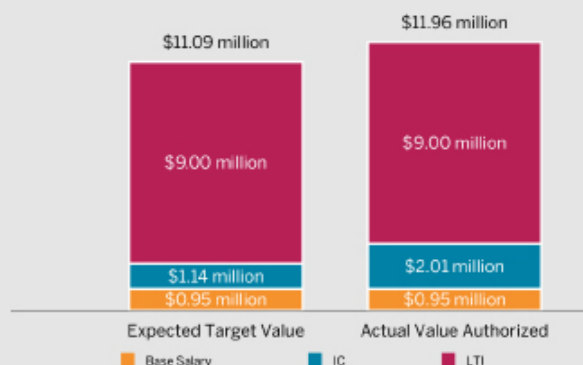 $11.09 million
$11.96 million
$9.00 million
$9.00 million
$1.14 million
$2.01 million
$0.95 million
$0.95 million
Expected Target Value
Actual Value Authorized
Base Salary
IC
LTI